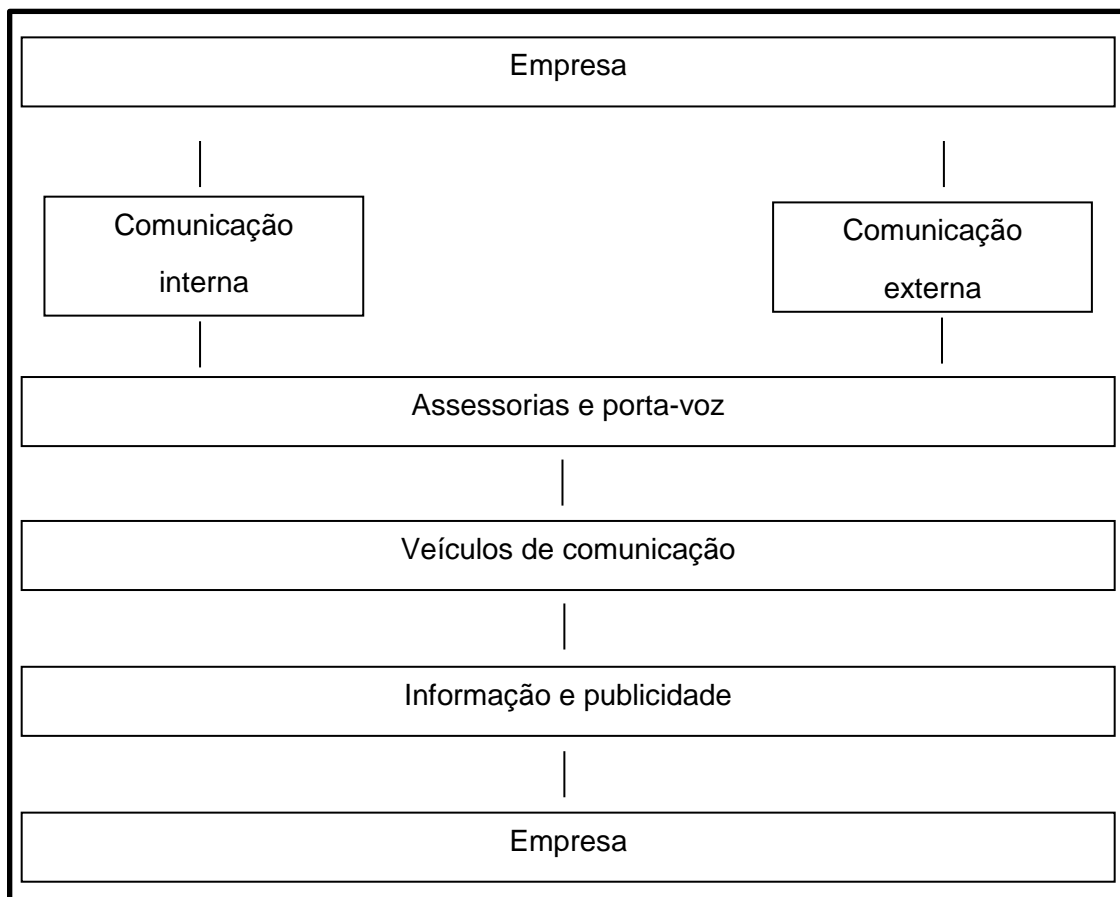 Empresa
Comunicação
interna
Comunicação
externa
Assessorias e porta-voz
Veículos de comunicação
Informação e publicidade
Empresa